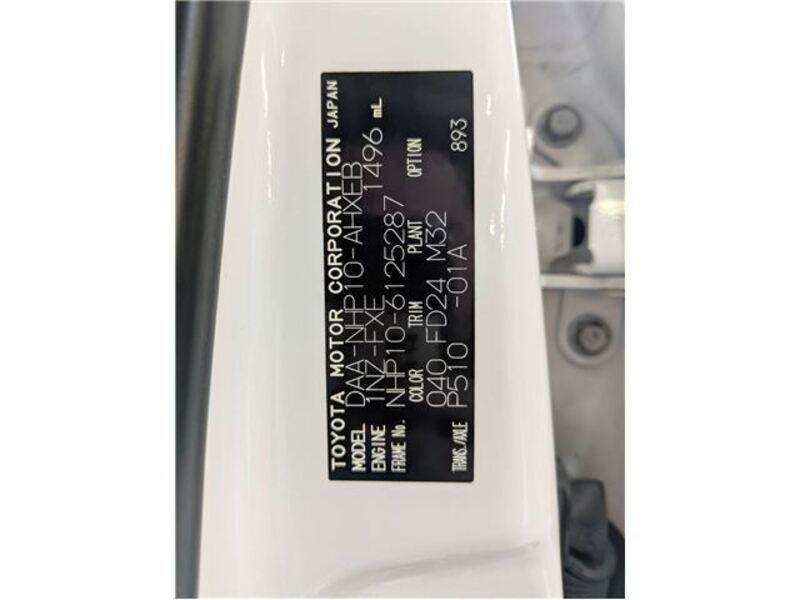 TOYOTA MOTOR CORPORATION JAPAN
MODEL DAA-NHP10-AHXEB
ENGINE 1NZ-FXE 1496 mL
FRAME No. NHP10-6125287
COLOR TRIM PLANT OPTION
040 FD24 M32
TRANS./AXLE P510 -01A 893